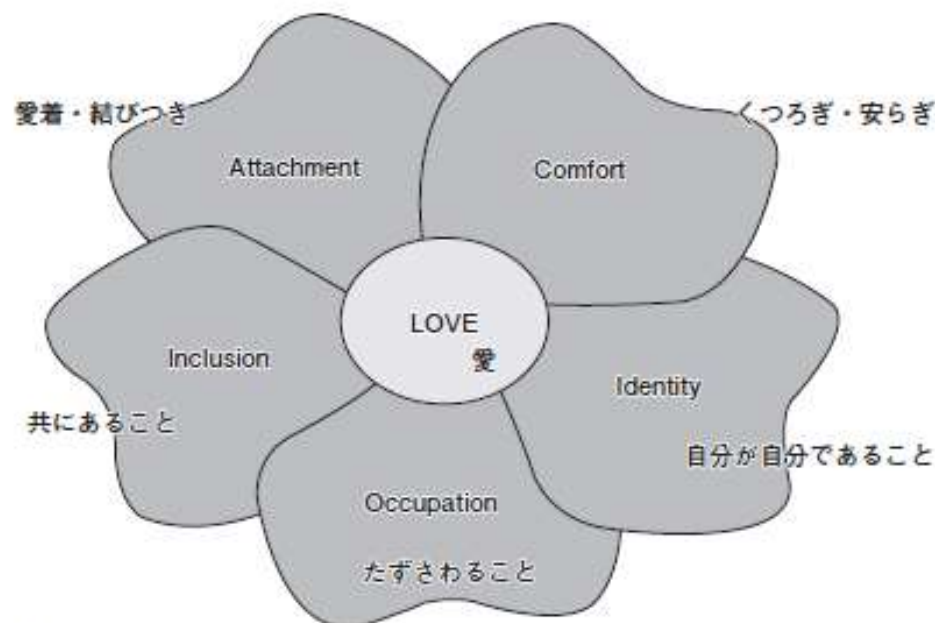 愛着・結びつき
Attachment
Comfort
くつろぎ・安らぎ
LOVE
愛
Inclusion
共にあること
Identity
自分が自分であること
Occupation
たずさわること